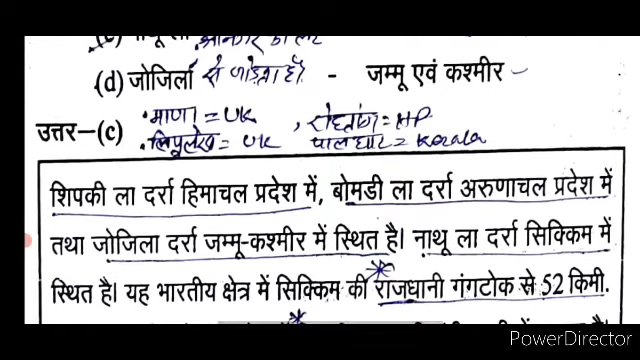 (d) जोजिला से जोड़ता है। - जम्मू एवं कश्मीर
• माणा = UK , रोहतांग = HP
उत्तर–(c) • लिपुलेख = UK पालघाट = Kerala
शिपकी ला दर्रा हिमाचल प्रदेश में, बोमडी ला दर्रा अरुणाचल प्रदेश में
तथा जोजिला दर्रा जम्मू-कश्मीर में स्थित है। नाथू ला दर्रा सिक्किम में
स्थित है। यह भारतीय क्षेत्र में सिक्किम की राजधानी गंगटोक से 52 किमी.
PowerDirector